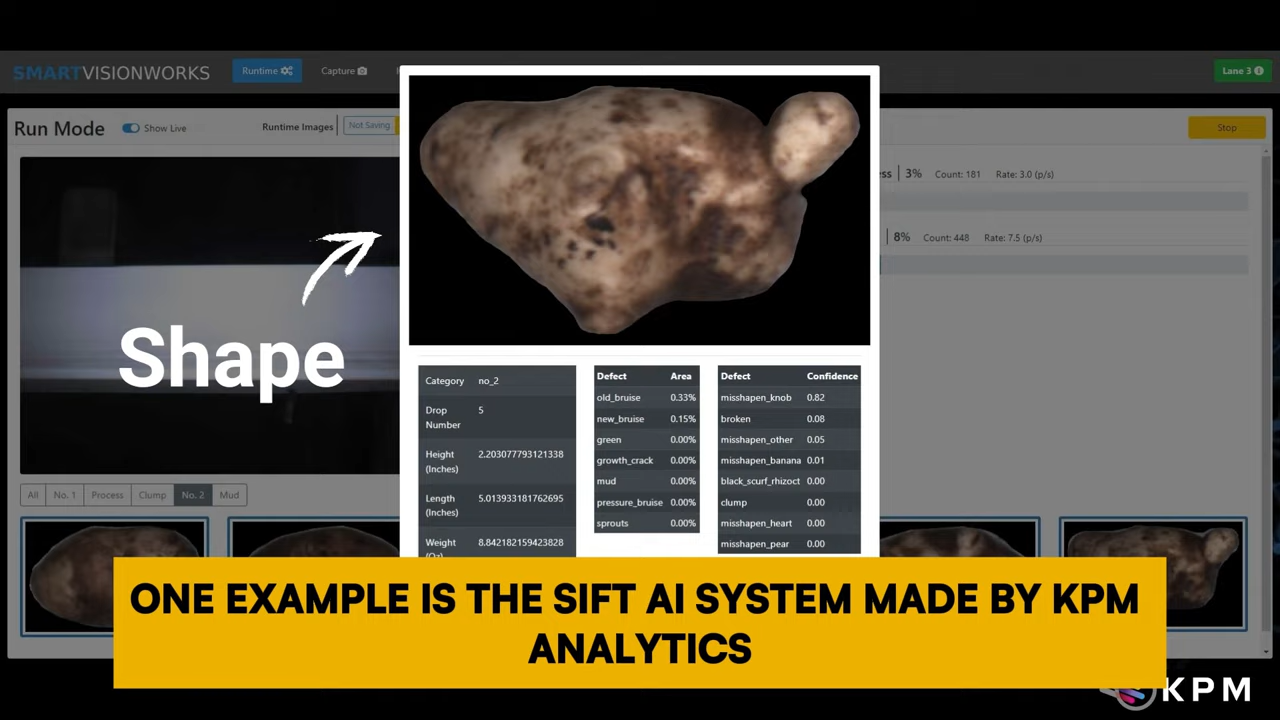 SMARTVISIONWORKS
Runtime
Capture
Lane 3
Run Mode
Show Live
Runtime Images
Not Saving
Stop
3% Count: 181 Rate: 3.0 (p/s)
8% Count: 448 Rate: 7.5 (p/s)
Shape
Category no_2
Drop Number 5
Height (Inches) 2.203077793121338
Length (Inches) 5.013933181762695
Weight 8.842182159423828
Defect Area
old_bruise 0.33%
new_bruise 0.15%
green 0.00%
growth_crack 0.00%
mud 0.00%
pressure_bruise 0.00%
sprouts 0.00%
Defect Confidence
misshapen_knob 0.82
broken 0.08
misshapen_other 0.05
misshapen_banana 0.01
black_scurf_rhizoct 0.00
clump 0.00
misshapen_heart 0.00
misshapen_pear 0.00
All No. 1 Process Clump No. 2 Mud
ONE EXAMPLE IS THE SIFT AI SYSTEM MADE BY KPM
ANALYTICS
KPM